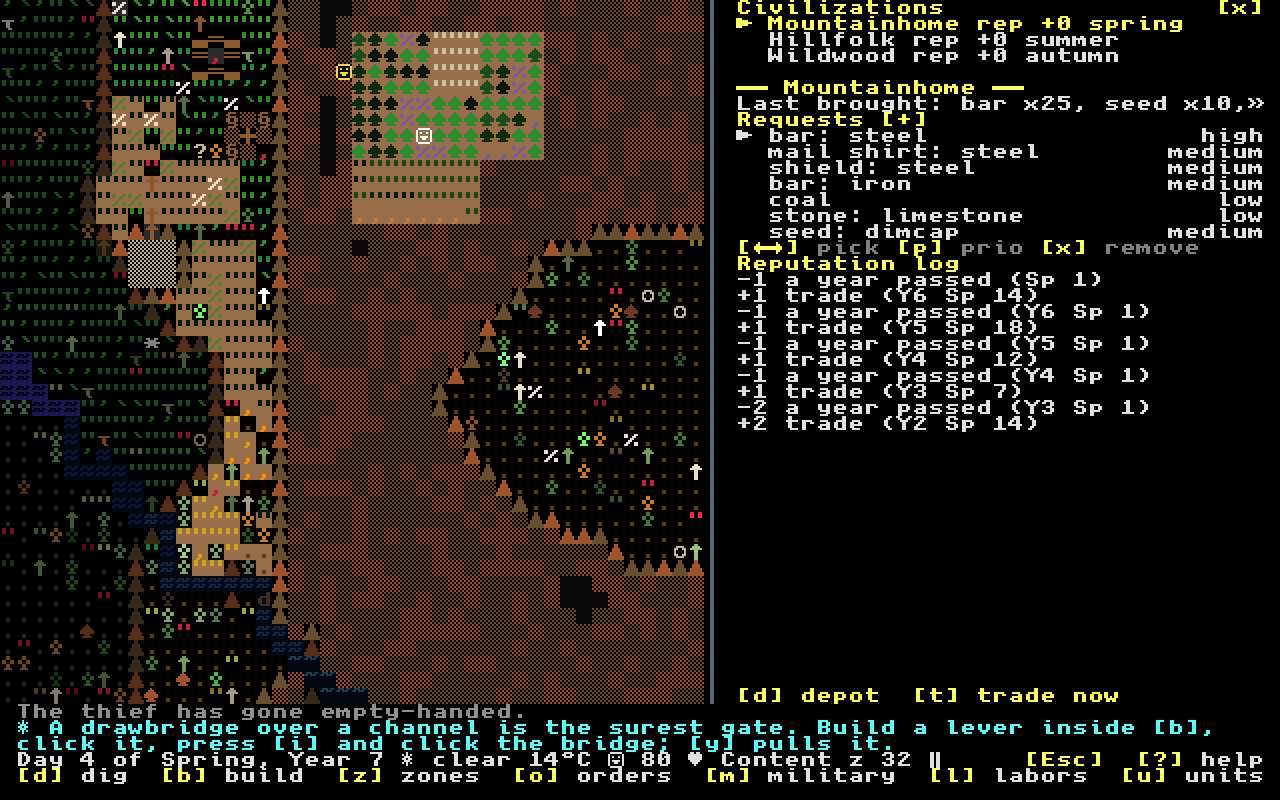 Civilizations [x]
► Mountainhome rep +0 spring
Hillfolk rep +0 summer
Wildwood rep +0 autumn
── Mountainhome ──
Last brought: bar x25, seed x10,»
Requests [+]
► bar: steel high
mail shirt: steel medium
shield: steel medium
bar: iron medium
coal low
stone: limestone low
seed: dimcap medium
[↔] pick [p] prio [x] remove
Reputation log
-1 a year passed (Sp 1)
+1 trade (Y6 Sp 14)
-1 a year passed (Y6 Sp 1)
+1 trade (Y5 Sp 18)
-1 a year passed (Y5 Sp 1)
+1 trade (Y4 Sp 12)
-1 a year passed (Y4 Sp 1)
+1 trade (Y3 Sp 7)
-2 a year passed (Y3 Sp 1)
+2 trade (Y2 Sp 14)
[d] depot [t] trade now
The thief has gone empty-handed.
* A drawbridge over a channel is the surest gate. Build a lever inside [b],
click it, press [i] and click the bridge; [y] pulls it.
Day 4 of Spring, Year 7 * clear 14°C ☺ 80 ♥ Content z 32 ‖ [Esc] [?] help
[d] dig [b] build [z] zones [o] orders [m] military [l] labors [u] units